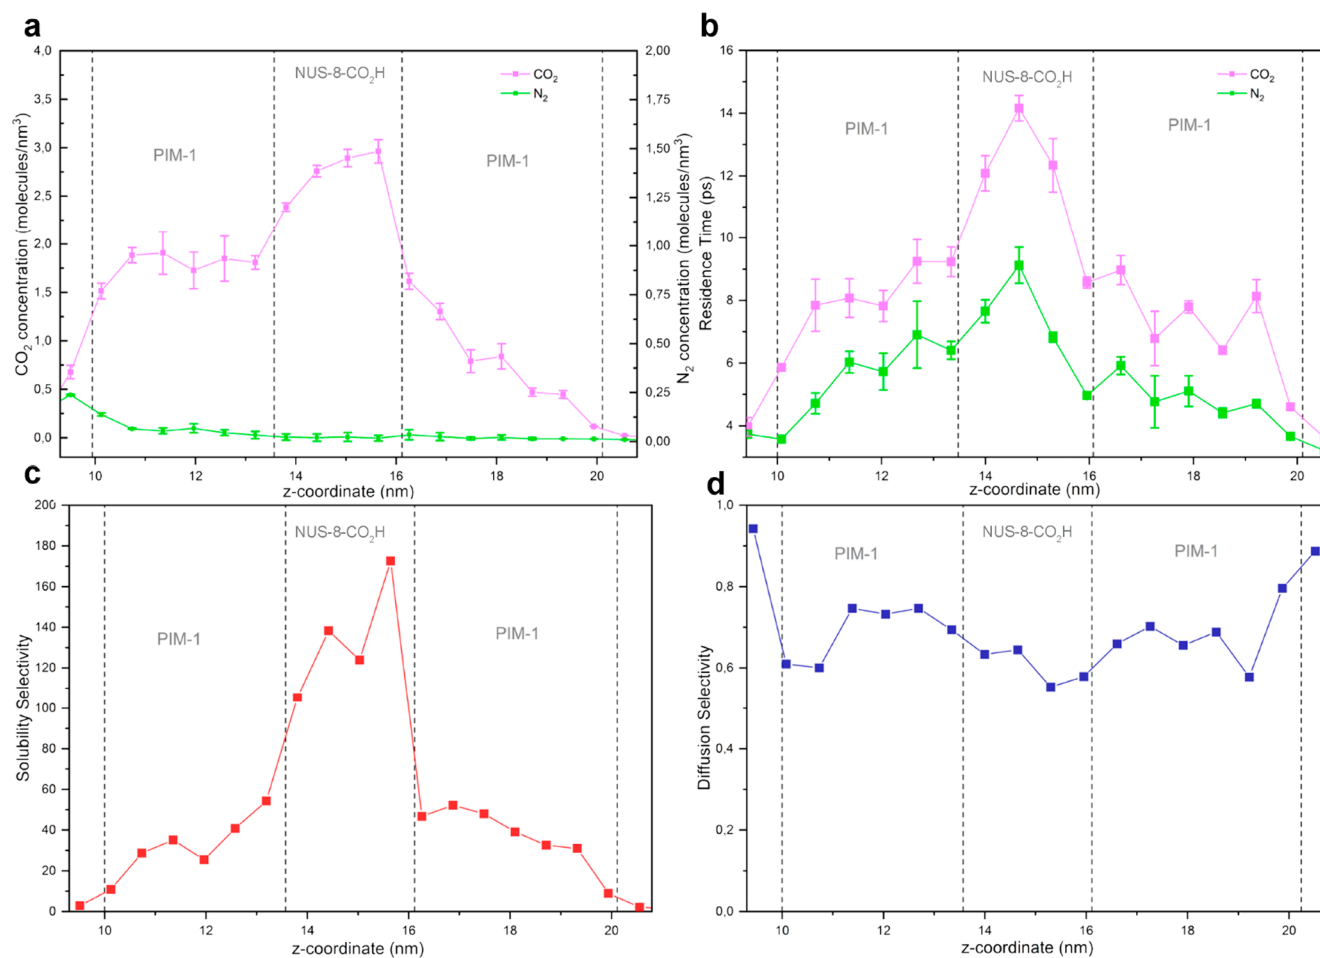 a
4,0
3,5
3,0
2,5
2,0
1,5
1,0
0,5
0,0
CO₂ concentration (molecules/nm³)
NUS-8-CO₂H
PIM-1
PIM-1
CO₂
N₂
2,00
1,75
1,50
1,25
1,00
0,75
0,50
0,25
0,00
N₂ concentration (molecules/nm³)
10 12 14 16 18 20
z-coordinate (nm)
b
16
14
12
10
8
6
4
Residence Time (ps)
NUS-8-CO₂H
PIM-1
PIM-1
CO₂
N₂
10 12 14 16 18 20
z-coordinate (nm)
c
200
180
160
140
120
100
80
60
40
20
0
Solubility Selectivity
NUS-8-CO₂H
PIM-1
PIM-1
10 12 14 16 18 20
z-coordinate (nm)
d
1,0
0,8
0,6
0,4
0,2
0,0
Diffusion Selectivity
NUS-8-CO₂H
PIM-1
PIM-1
10 12 14 16 18 20
z-coordinate (nm)